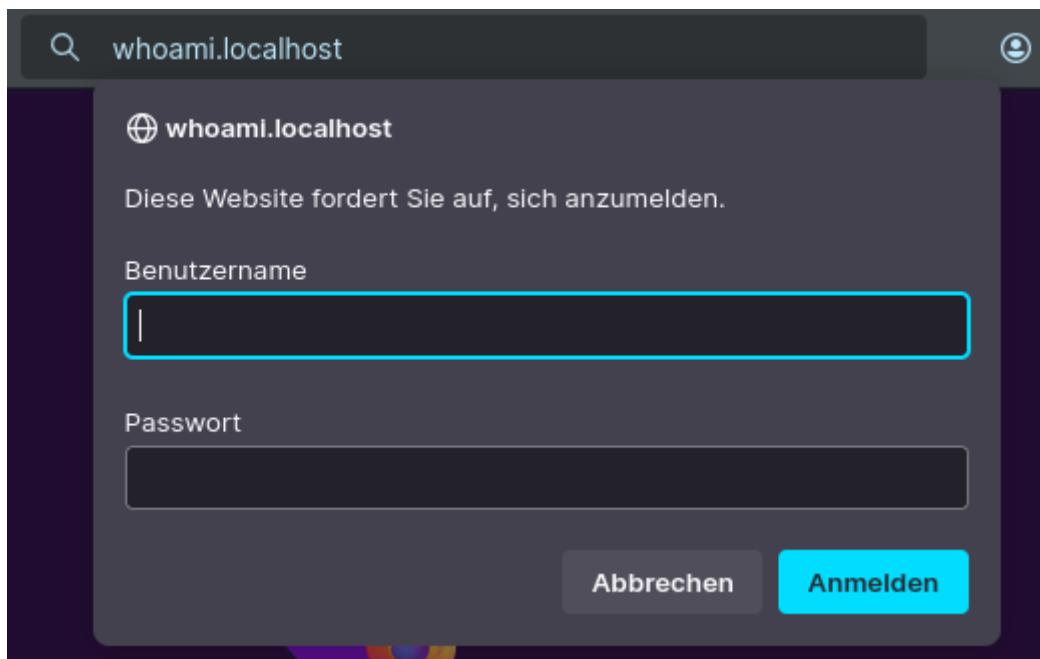 whoami.localhost
whoami.localhost
Diese Website fordert Sie auf, sich anzumelden.
Benutzername
Passwort
Abbrechen Anmelden